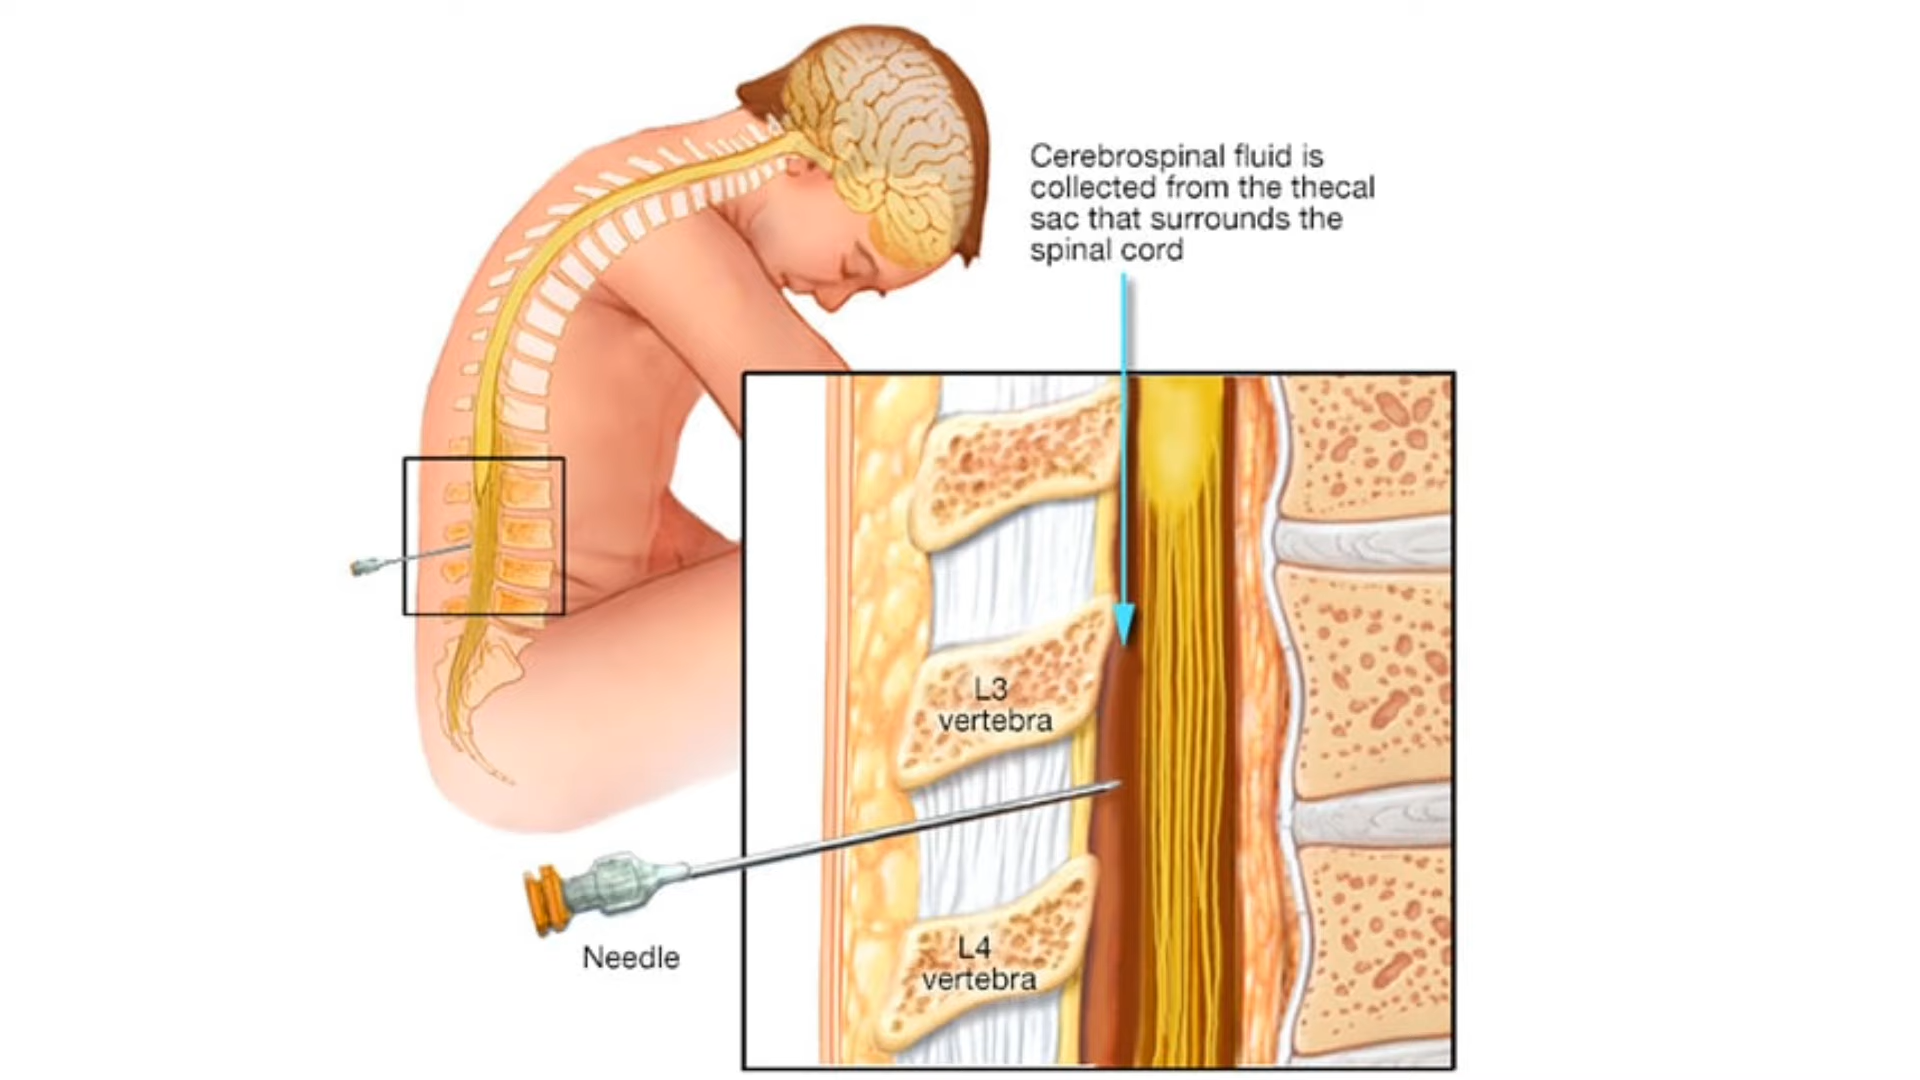 Cerebrospinal fluid is
collected from the thecal
sac that surrounds the
spinal cord
L3
vertebra
L4
vertebra
Needle